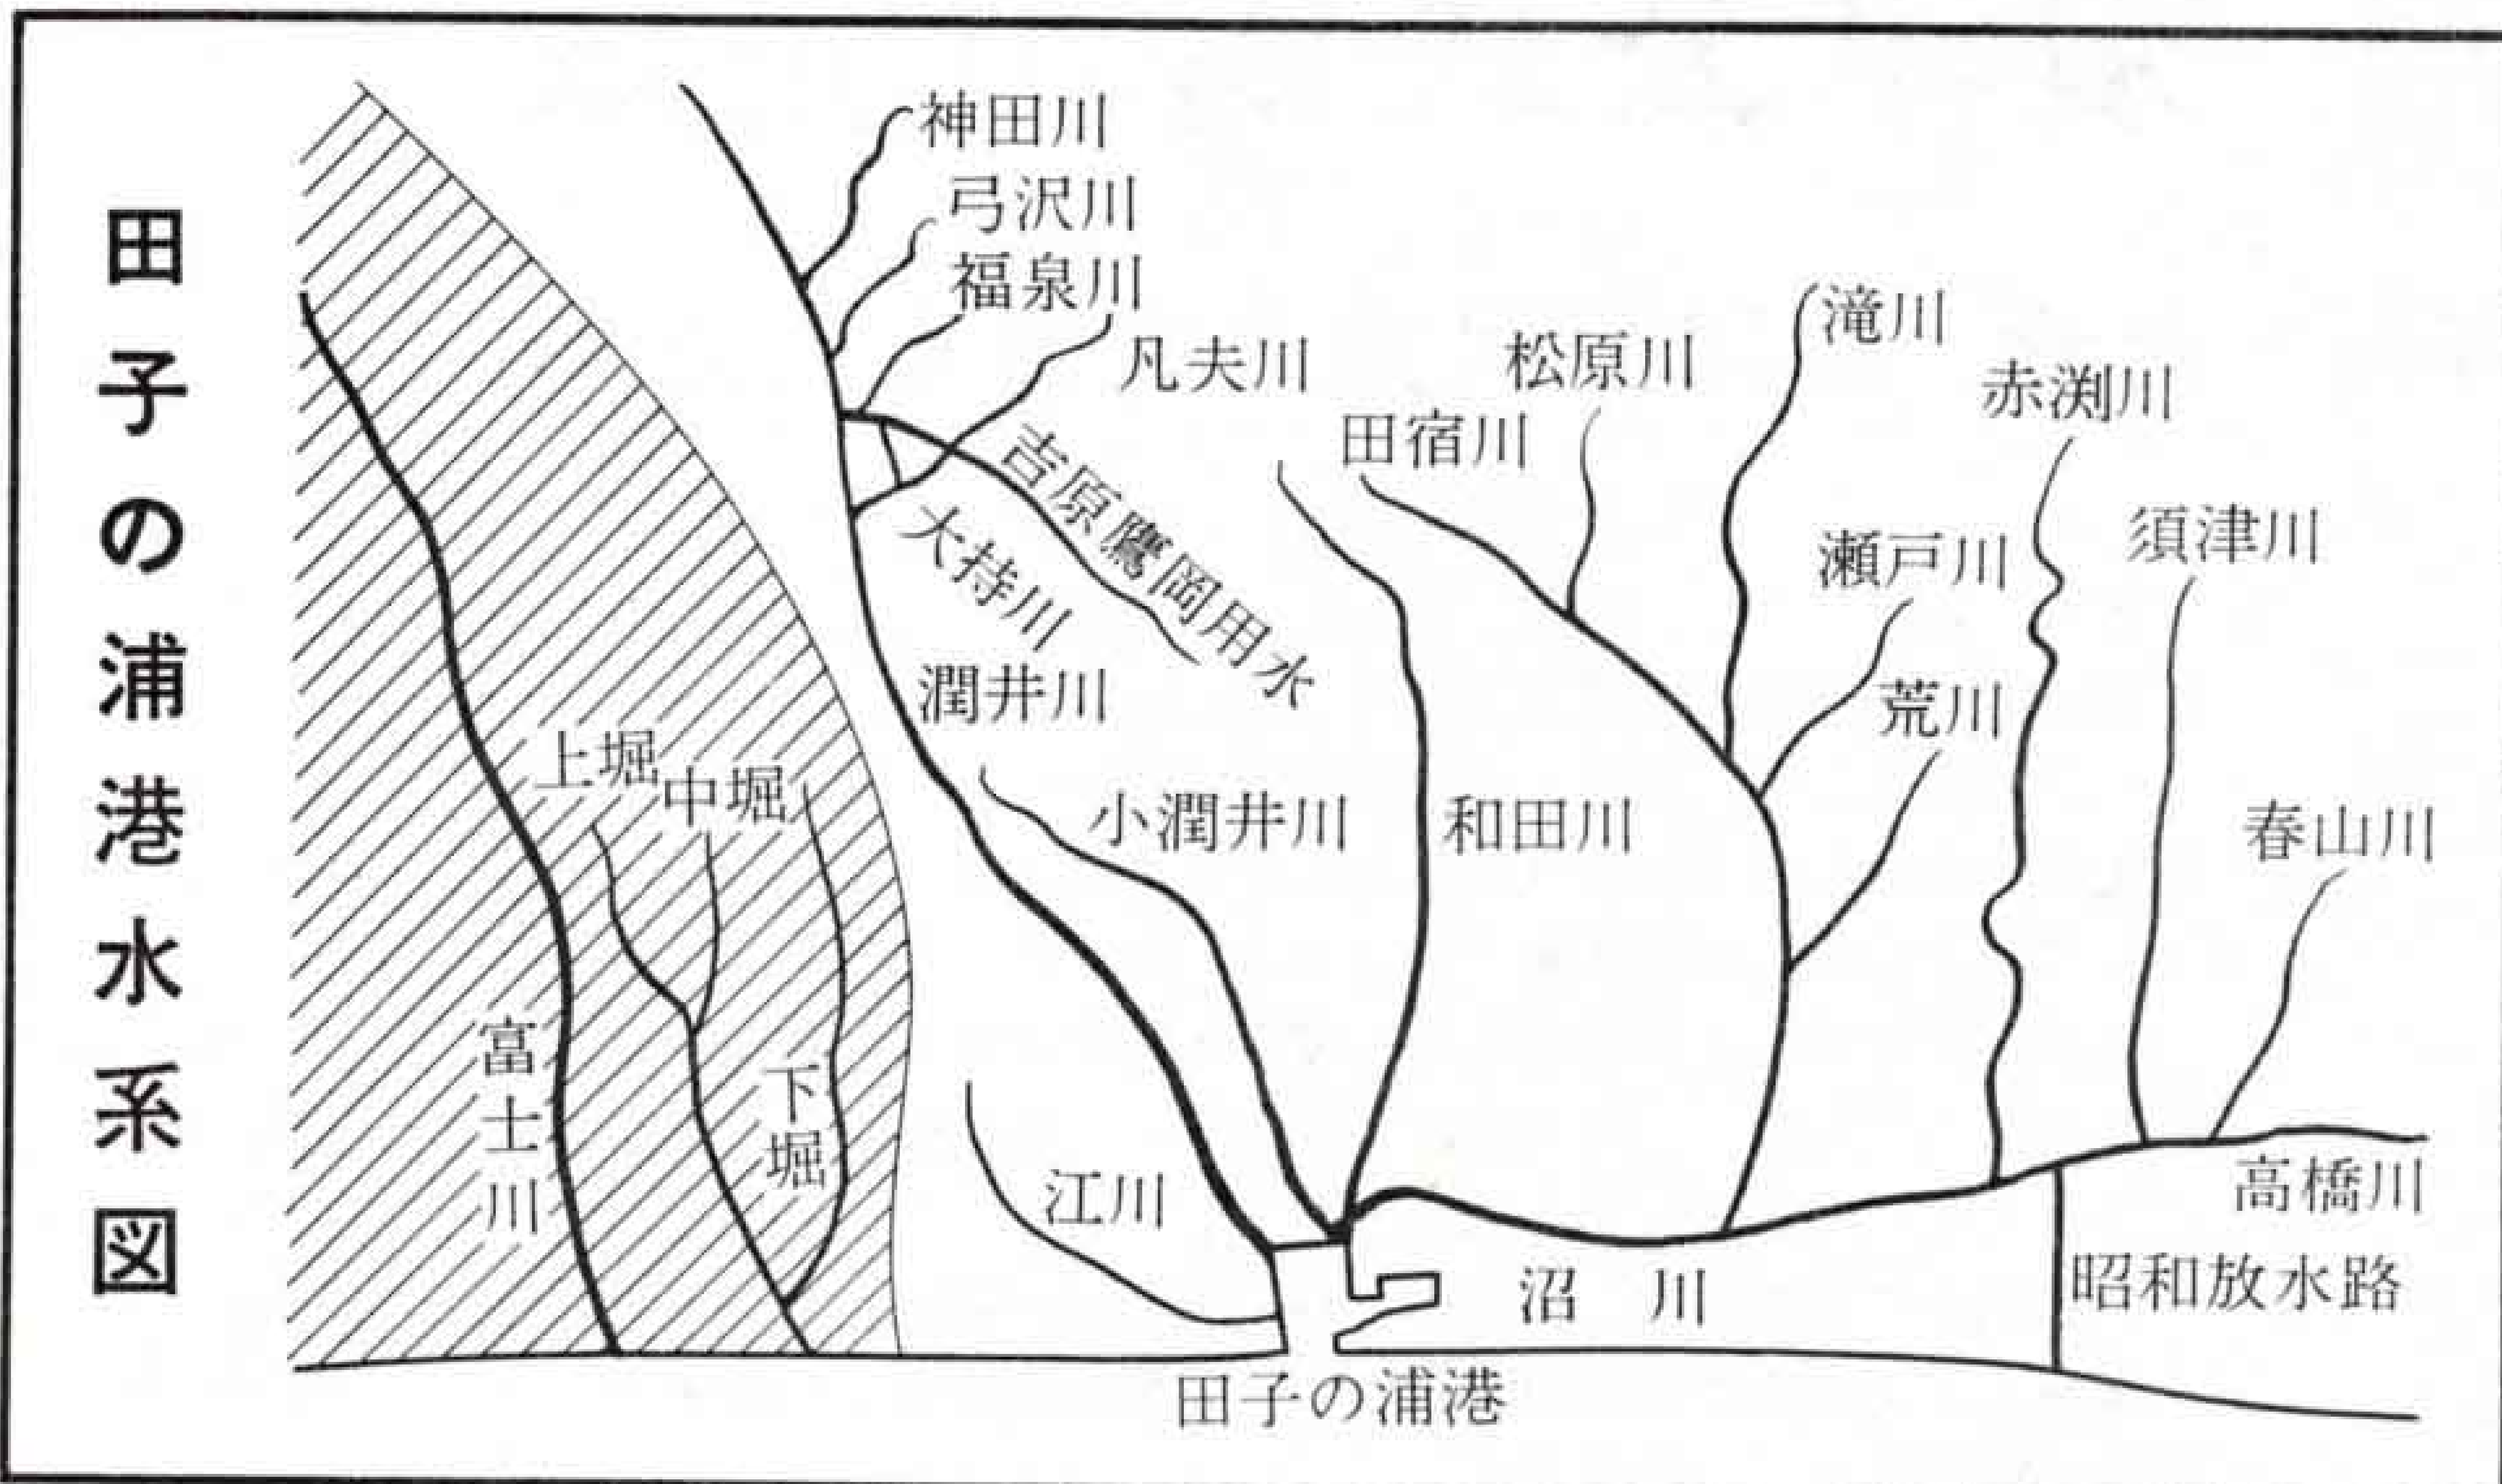 田子の浦港水系図
神田川
弓沢川
福泉川
凡夫川
吉原鷹岡用水
大持川
潤井川
小潤井川
田宿川
松原川
滝川
赤渕川
瀬戸川
須津川
荒川
和田川
春山川
上堀
中堀
下堀
富士川
江川
沼川
高橋川
昭和放水路
田子の浦港